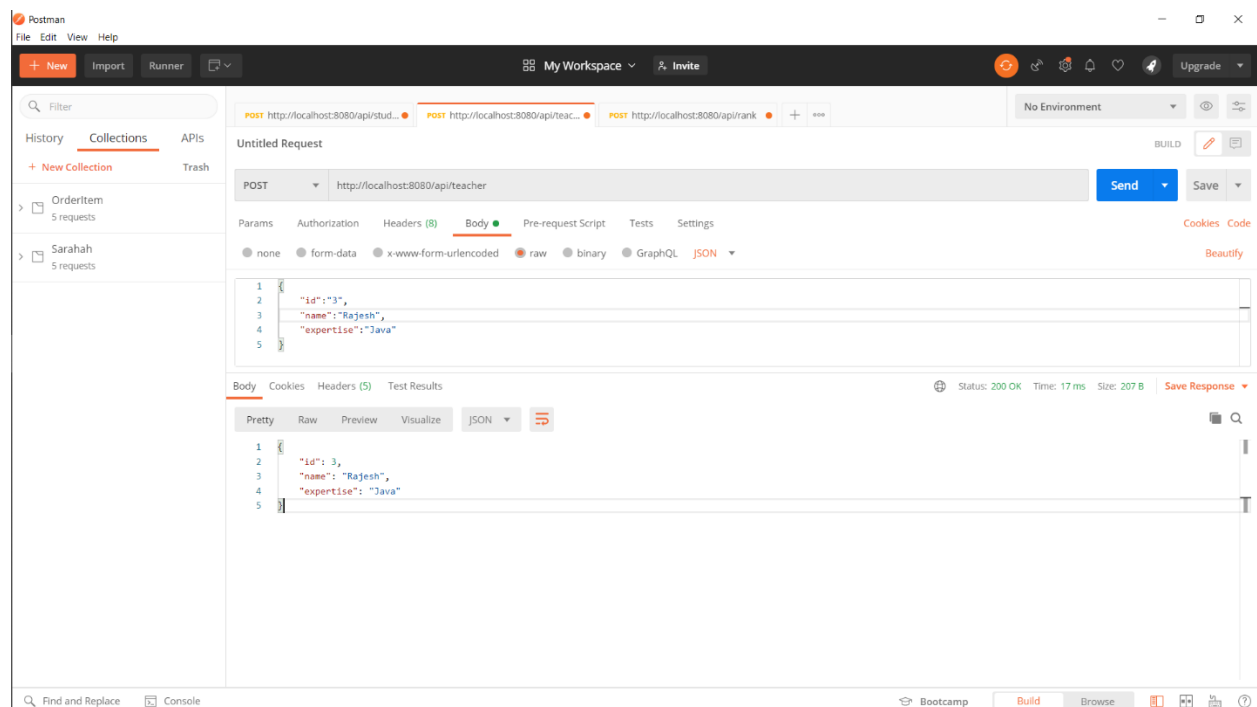 Postman
File Edit View Help
+ New Import Runner My Workspace Invite Upgrade
Filter
History Collections APIs
+ New Collection Trash
OrderItem
5 requests
Sarahah
5 requests
POST http://localhost:8080/api/stud... POST http://localhost:8080/api/teac... POST http://localhost:8080/api/rank + ooo No Environment
Untitled Request BUILD
POST http://localhost:8080/api/teacher Send Save
Params Authorization Headers (8) Body Pre-request Script Tests Settings Cookies Code
none form-data x-www-form-urlencoded raw binary GraphQL JSON Beautify
1 {
2 "id":"3",
3 "name":"Rajesh",
4 "expertise":"Java"
5 }
Body Cookies Headers (5) Test Results Status: 200 OK Time: 17 ms Size: 207 B Save Response
Pretty Raw Preview Visualize JSON
1 {
2 "id": 3,
3 "name": "Rajesh",
4 "expertise": "Java"
5 }
Find and Replace Console Bootcamp Build Browse